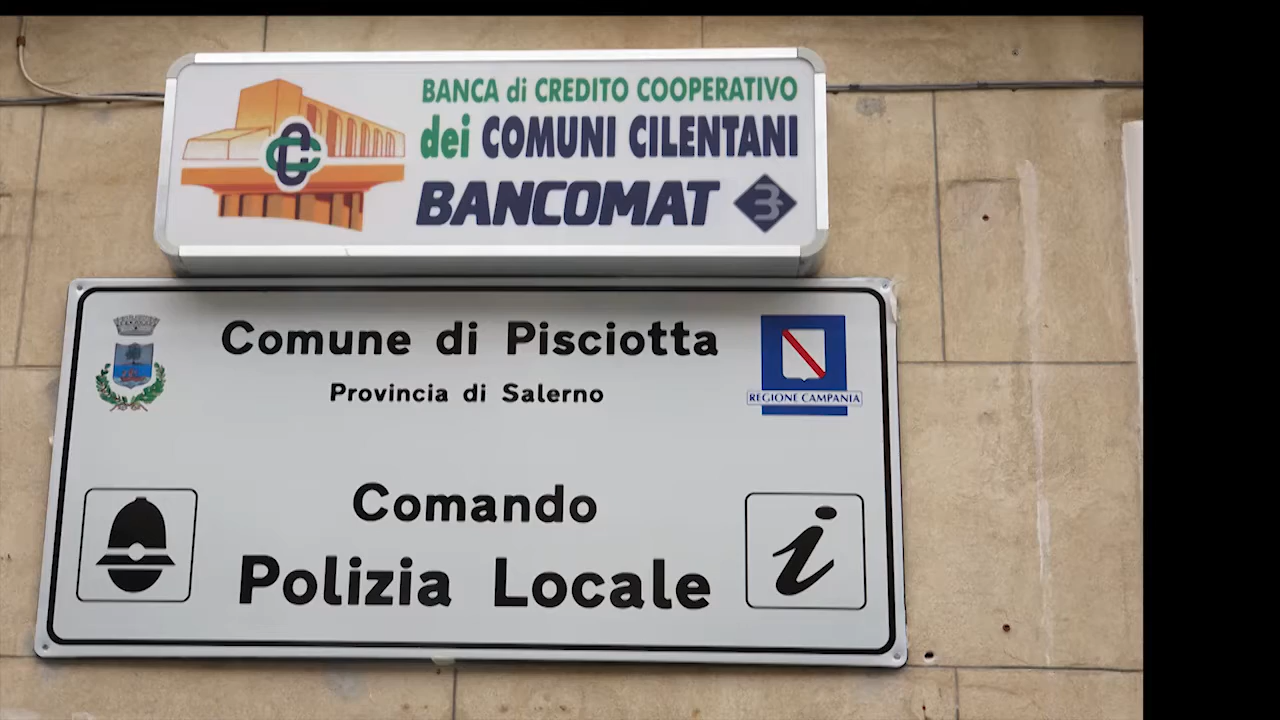 BANCA di CREDITO COOPERATIVO
dei COMUNI CILENTANI
BANCOMAT
Comune di Pisciotta
Provincia di Salerno
REGIONE CAMPANIA
Comando
Polizia Locale
i